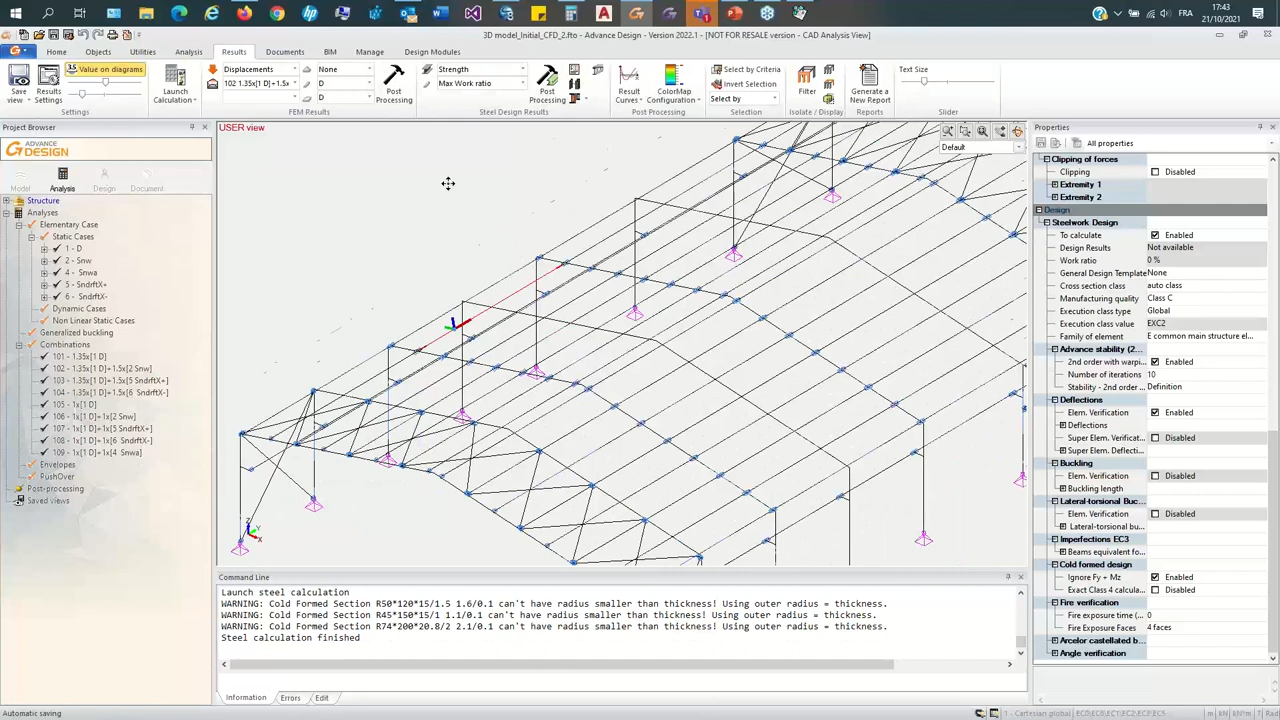 FRA
17:43
21/10/2021
3D model_Initial_CFD_2.fto - Advance Design - Version 2022.1 - [NOT FOR RESALE version - CAD Analysis View]
Home Objects Utilities Analysis Results Documents BIM Manage Design Modules
Save view
Results Settings
3.5 Value on diagrams
Settings
Launch Calculation
Displacements
102 1.35x[1 D]+1.5x
None
D
D
Post Processing
FEM Results
Strength
Max Work ratio
Post Processing
Steel Design Results
Result Curves
ColorMap Configuration
Post Processing
Select by Criteria
Invert Selection
Select by
Selection
Filter
Isolate / Display
Generate a New Report
Reports
Text Size
Slider
Project Browser
ADVANCE
DESIGN
Model Analysis Design Document
Structure
Analyses
Elementary Case
Static Cases
1 - D
2 - Snw
4 - Snwa
5 - SndrftX+
6 - SndrftX-
Dynamic Cases
Non Linear Static Cases
Generalized buckling
Combinations
101 - 1.35x[1 D]
102 - 1.35x[1 D]+1.5x[2 Snw]
103 - 1.35x[1 D]+1.5x[5 SndrftX+]
104 - 1.35x[1 D]+1.5x[6 SndrftX-]
105 - 1x[1 D]
106 - 1x[1 D]+1x[2 Snw]
107 - 1x[1 D]+1x[5 SndrftX+]
108 - 1x[1 D]+1x[6 SndrftX-]
109 - 1x[1 D]+1x[4 Snwa]
Envelopes
PushOver
Post-processing
Saved views
USER view
Default
Z
Y
X
Command Line
Launch steel calculation
WARNING: Cold Formed Section R50*120*15/1.5 1.6/0.1 can't have radius smaller than thickness! Using outer radius = thickness.
WARNING: Cold Formed Section R45*150*15/1 1.1/0.1 can't have radius smaller than thickness! Using outer radius = thickness.
WARNING: Cold Formed Section R74*200*20.8/2 2.1/0.1 can't have radius smaller than thickness! Using outer radius = thickness.
Steel calculation finished
Information Errors Edit
Properties
All properties
Clipping of forces
Clipping Disabled
Extremity 1
Extremity 2
Design
Steelwork Design
To calculate Enabled
Design Results Not available
Work ratio 0 %
General Design Template None
Cross section class auto class
Manufacturing quality Class C
Execution class type Global
Execution class value EXC2
Family of element E common main structure el...
Advance stability (2...
2nd order with warpi... Enabled
Number of iterations 10
Stability - 2nd order ... Definition
Deflections
Elem. Verification Enabled
Deflections
Super Elem. Verificat... Disabled
Super Elem. Deflecti...
Buckling
Elem. Verification Disabled
Buckling length
Lateral-torsional Buc...
Elem. Verification Disabled
Lateral-torsional bu...
Imperfections EC3
Beams equivalent fo...
Cold formed design
Ignore Fy + Mz Enabled
Exact Class 4 calcula... Disabled
Fire verification
Fire exposure time (... 0
Fire Exposure Faces 4 faces
Arcelor castellated b...
Angle verification
Automatic saving
1 - Cartesian global